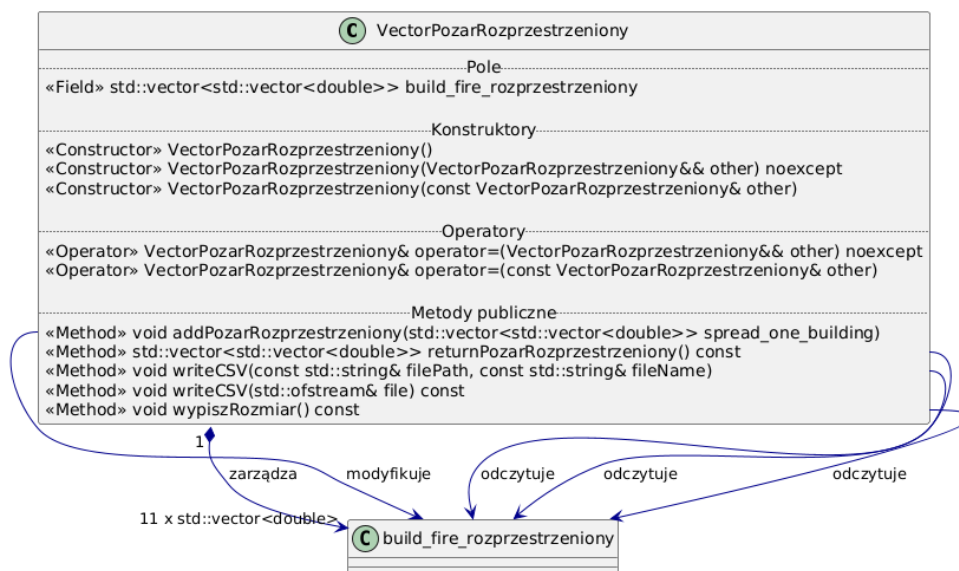 C VectorPozarRozprzestrzeniony
Pole
«Field» std::vector<std::vector<double>> build_fire_rozprzestrzeniony
Konstruktory
«Constructor» VectorPozarRozprzestrzeniony()
«Constructor» VectorPozarRozprzestrzeniony(VectorPozarRozprzestrzeniony&& other) noexcept
«Constructor» VectorPozarRozprzestrzeniony(const VectorPozarRozprzestrzeniony& other)
Operatory
«Operator» VectorPozarRozprzestrzeniony& operator=(VectorPozarRozprzestrzeniony&& other) noexcept
«Operator» VectorPozarRozprzestrzeniony& operator=(const VectorPozarRozprzestrzeniony& other)
Metody publiczne
«Method» void addPozarRozprzestrzeniony(std::vector<std::vector<double>> spread_one_building)
«Method» std::vector<std::vector<double>> returnPozarRozprzestrzeniony() const
«Method» void writeCSV(const std::string& filePath, const std::string& fileName)
«Method» void writeCSV(std::ofstream& file) const
«Method» void wypiszRozmiar() const
1
zarządza modyfikuje odczytuje odczytuje odczytuje
11 x std::vector<double>
C build_fire_rozprzestrzeniony